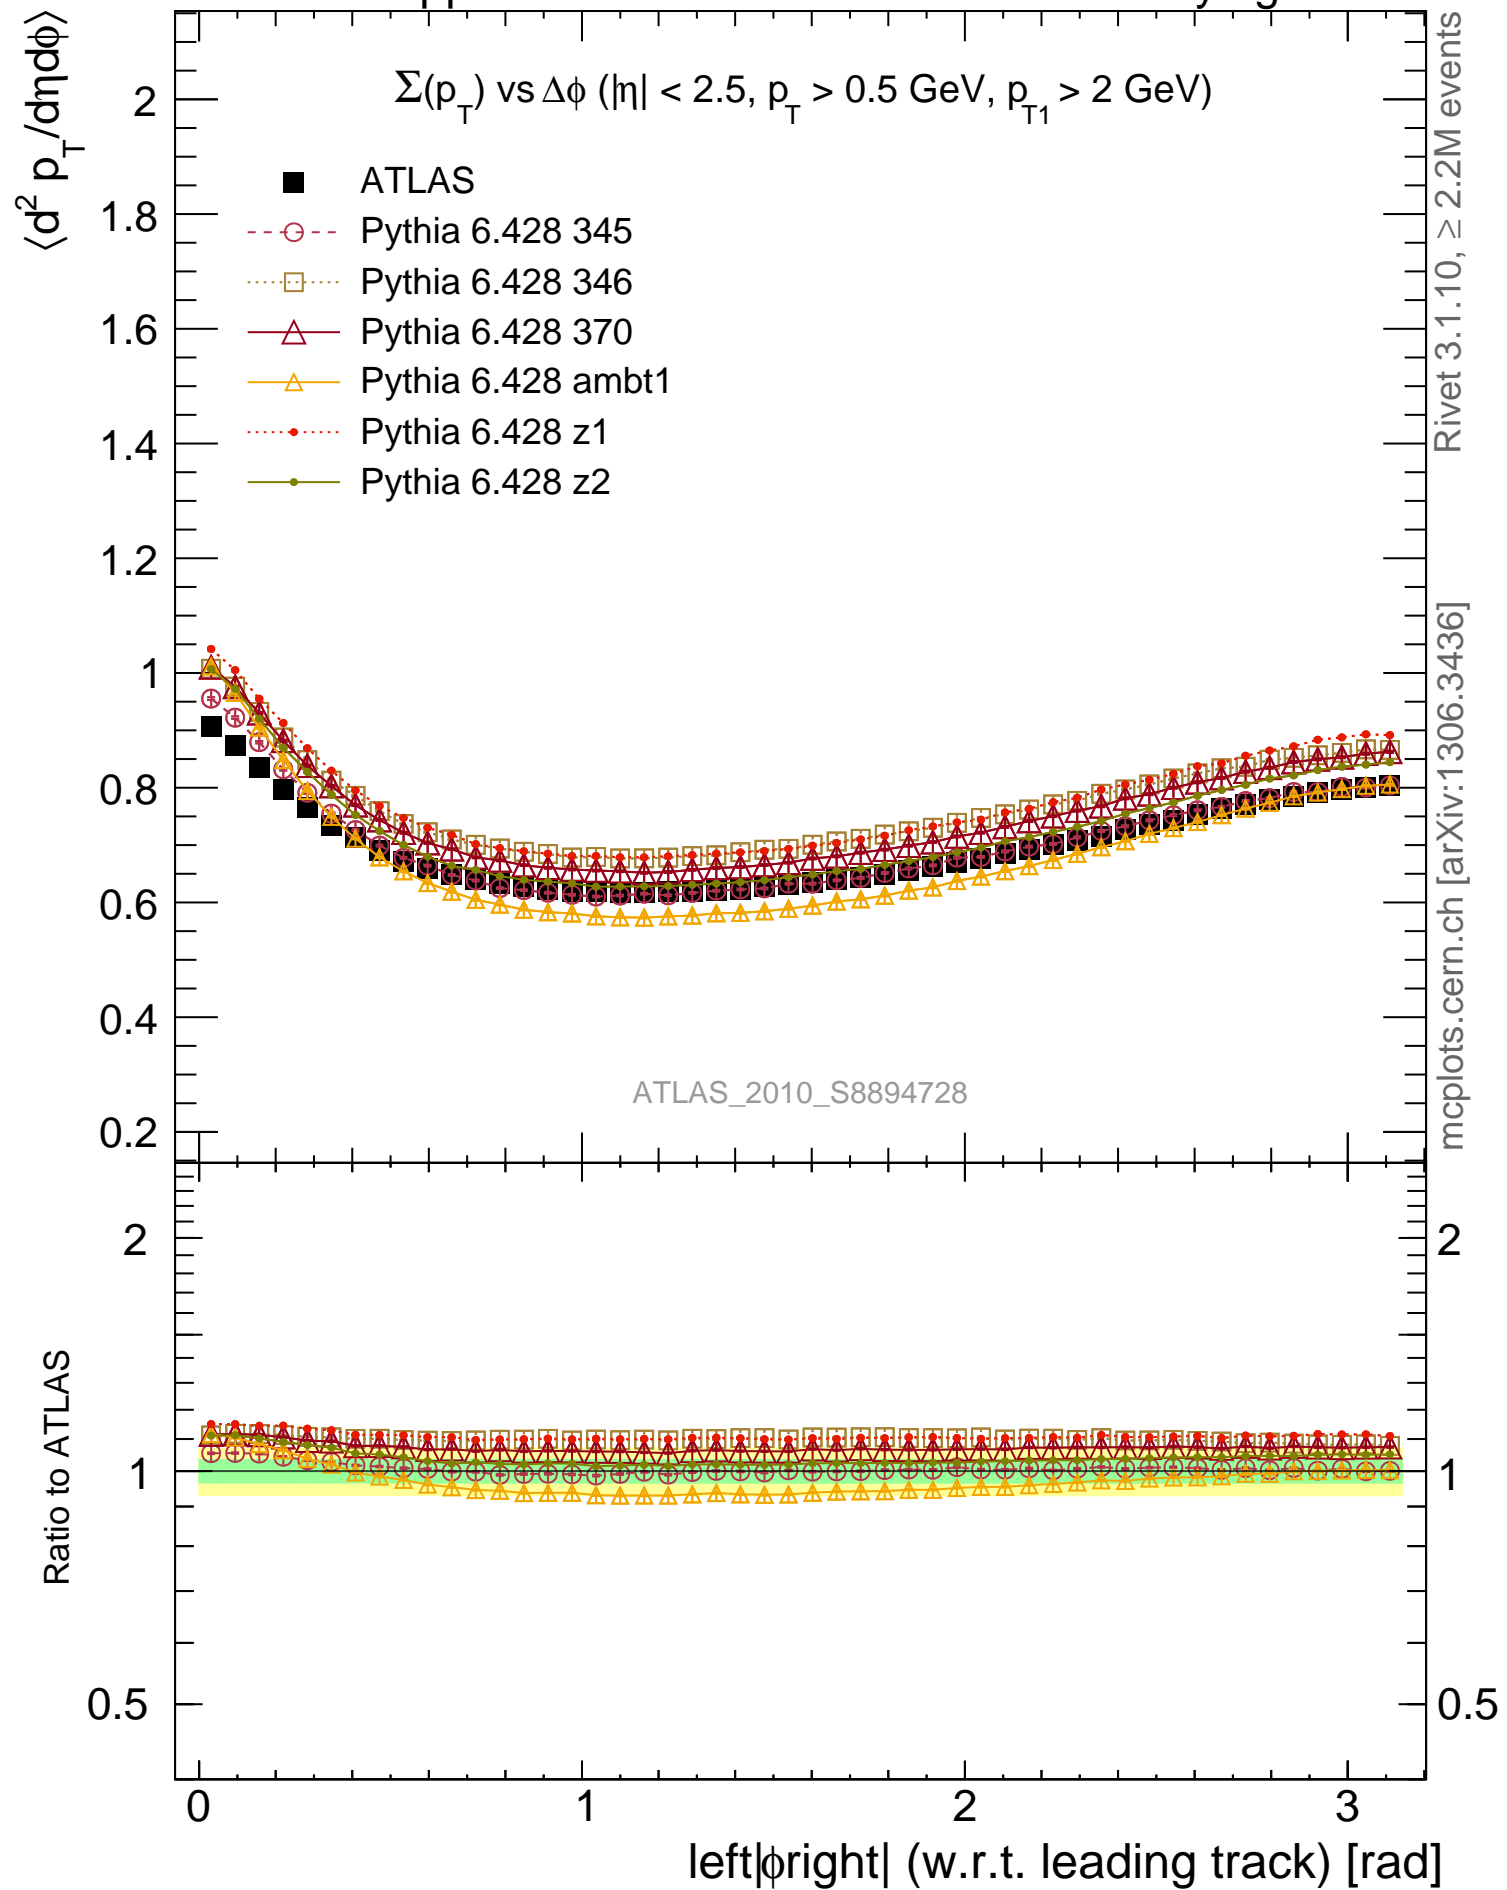 ⟨d² p_T/dηdϕ⟩
Σ(p_T) vs Δϕ (|η| < 2.5, p_T > 0.5 GeV, p_T1 > 2 GeV)
ATLAS
Pythia 6.428 345
Pythia 6.428 346
Pythia 6.428 370
Pythia 6.428 ambt1
Pythia 6.428 z1
Pythia 6.428 z2
2
1.8
1.6
1.4
1.2
1
0.8
0.6
0.4
0.2
ATLAS_2010_S8894728
Rivet 3.1.10, ≥ 2.2M events
mcplots.cern.ch [arXiv:1306.3436]
Ratio to ATLAS
2
1
0.5
2
1
0.5
0 1 2 3
left|ϕright| (w.r.t. leading track) [rad]